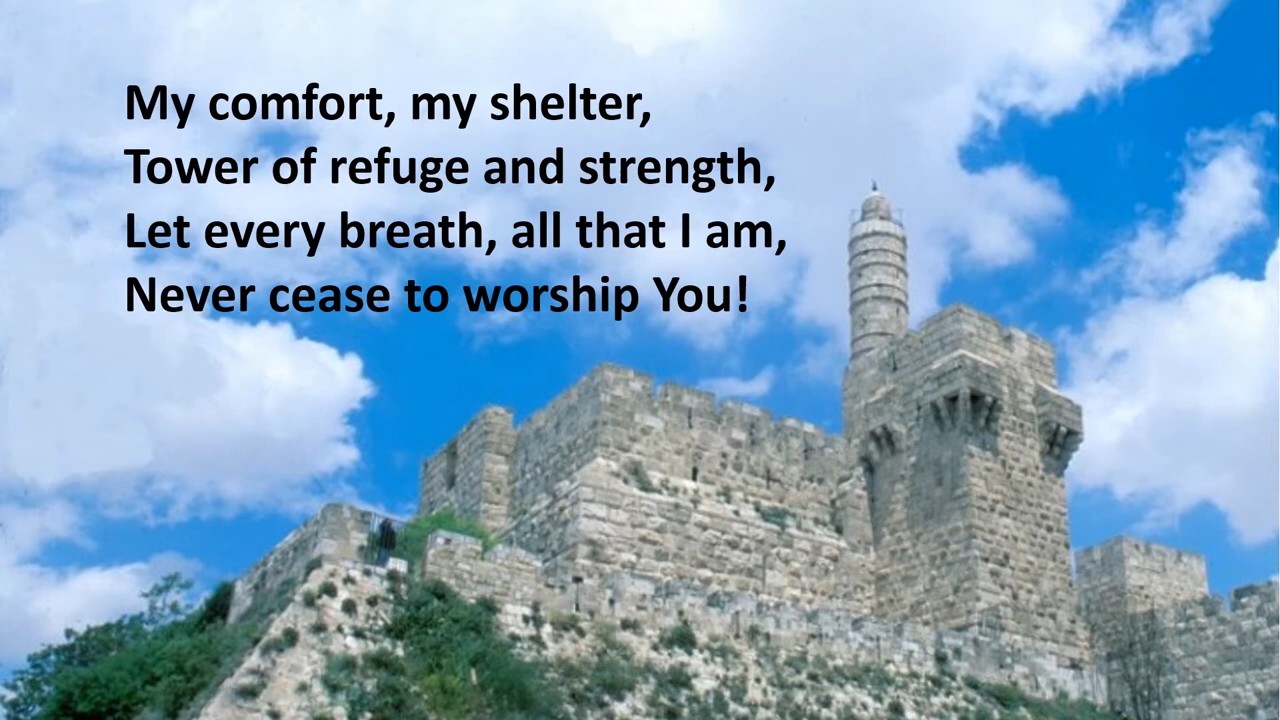 My comfort, my shelter,
Tower of refuge and strength,
Let every breath, all that I am,
Never cease to worship You!